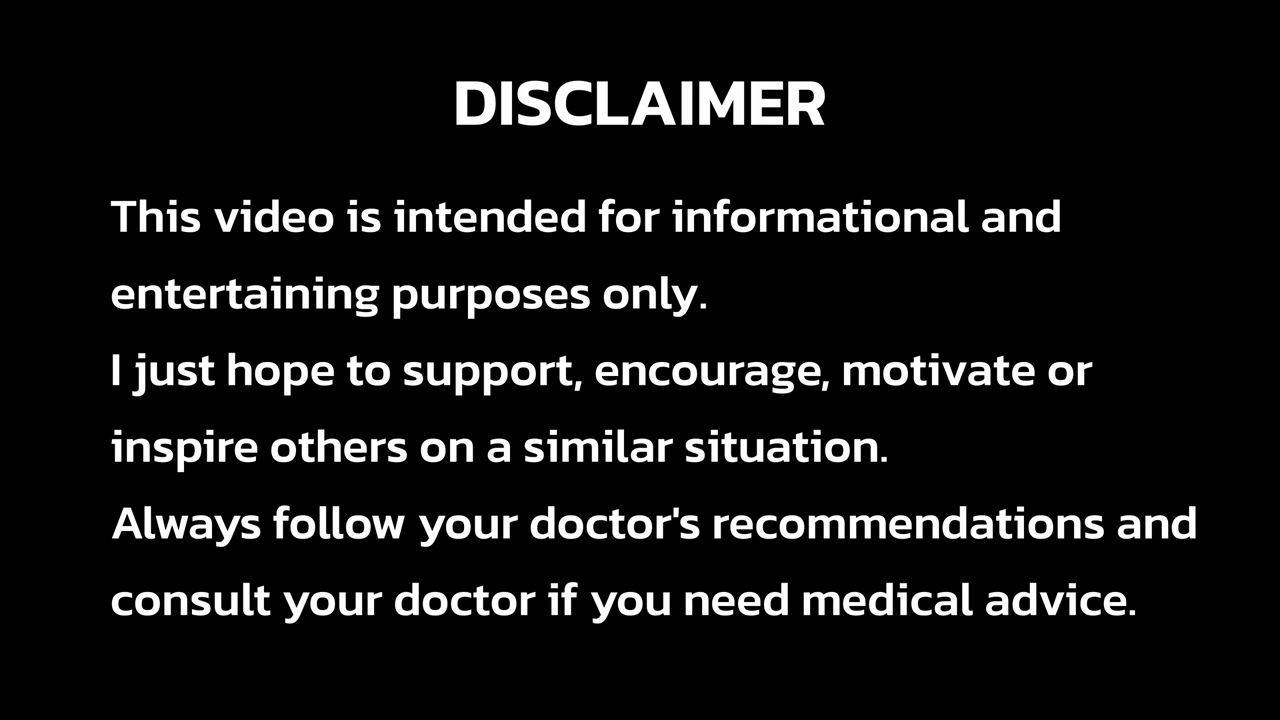 DISCLAIMER
This video is intended for informational and
entertaining purposes only.
I just hope to support, encourage, motivate or
inspire others on a similar situation.
Always follow your doctor's recommendations and
consult your doctor if you need medical advice.